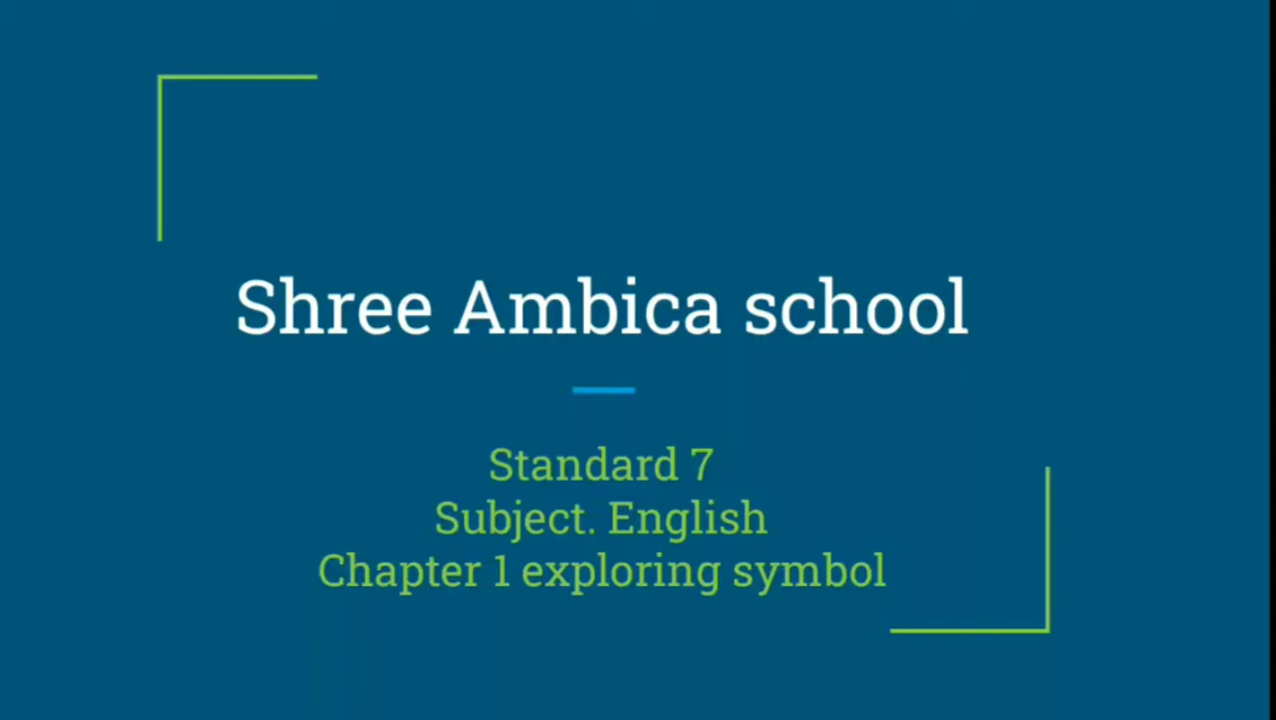 Shree Ambica school
Standard 7
Subject. English
Chapter 1 exploring symbol